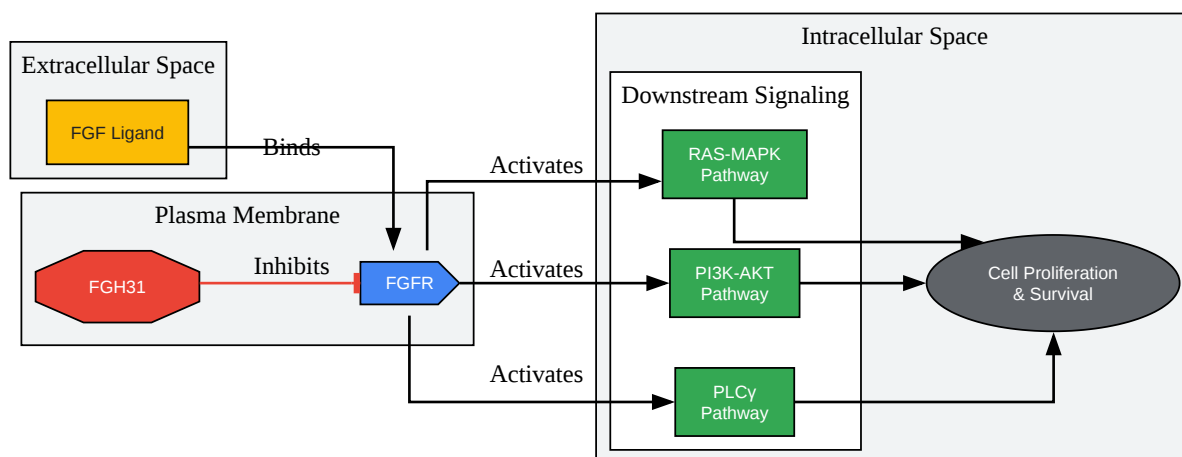 Intracellular Space
Extracellular Space
FGF Ligand
Binds
Downstream Signaling
RAS-MAPK
Pathway
Activates
Plasma Membrane
FGH31
Inhibits
FGFR
Activates
PI3K-AKT
Pathway
Cell Proliferation
& Survival
Activates
PLCγ
Pathway